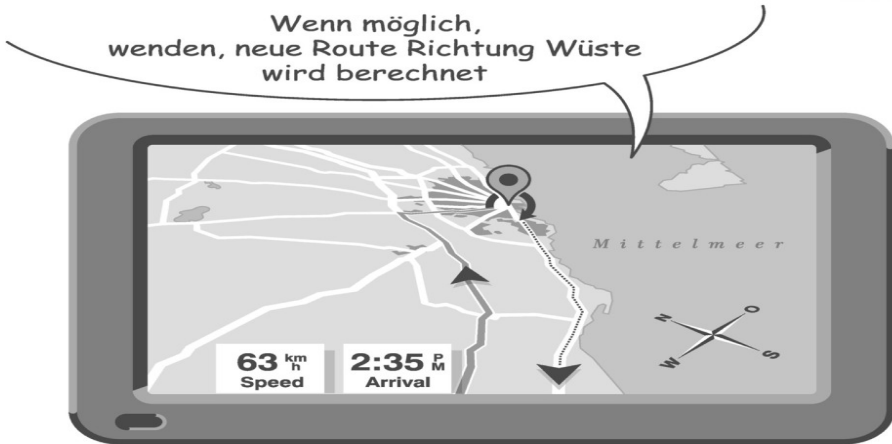 Wenn möglich,
wenden, neue Route Richtung Wüste
wird berechnet
Mittelmeer
N
O
W
S
63 km h
Speed
2:35 PM
Arrival